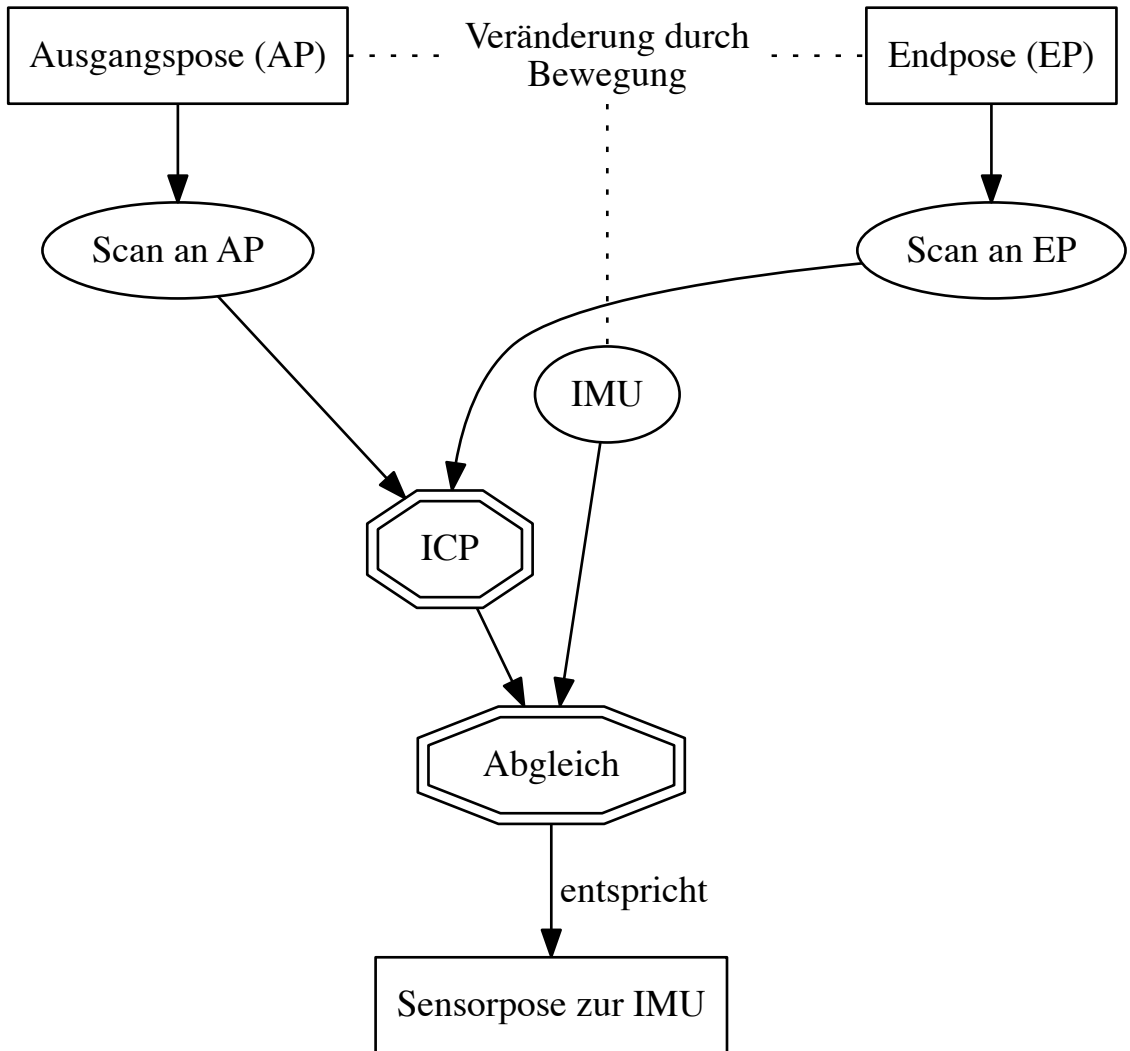 Ausgangspose (AP)
Veränderung durch
Bewegung
Endpose (EP)
Scan an AP
Scan an EP
IMU
ICP
Abgleich
entspricht
Sensorpose zur IMU